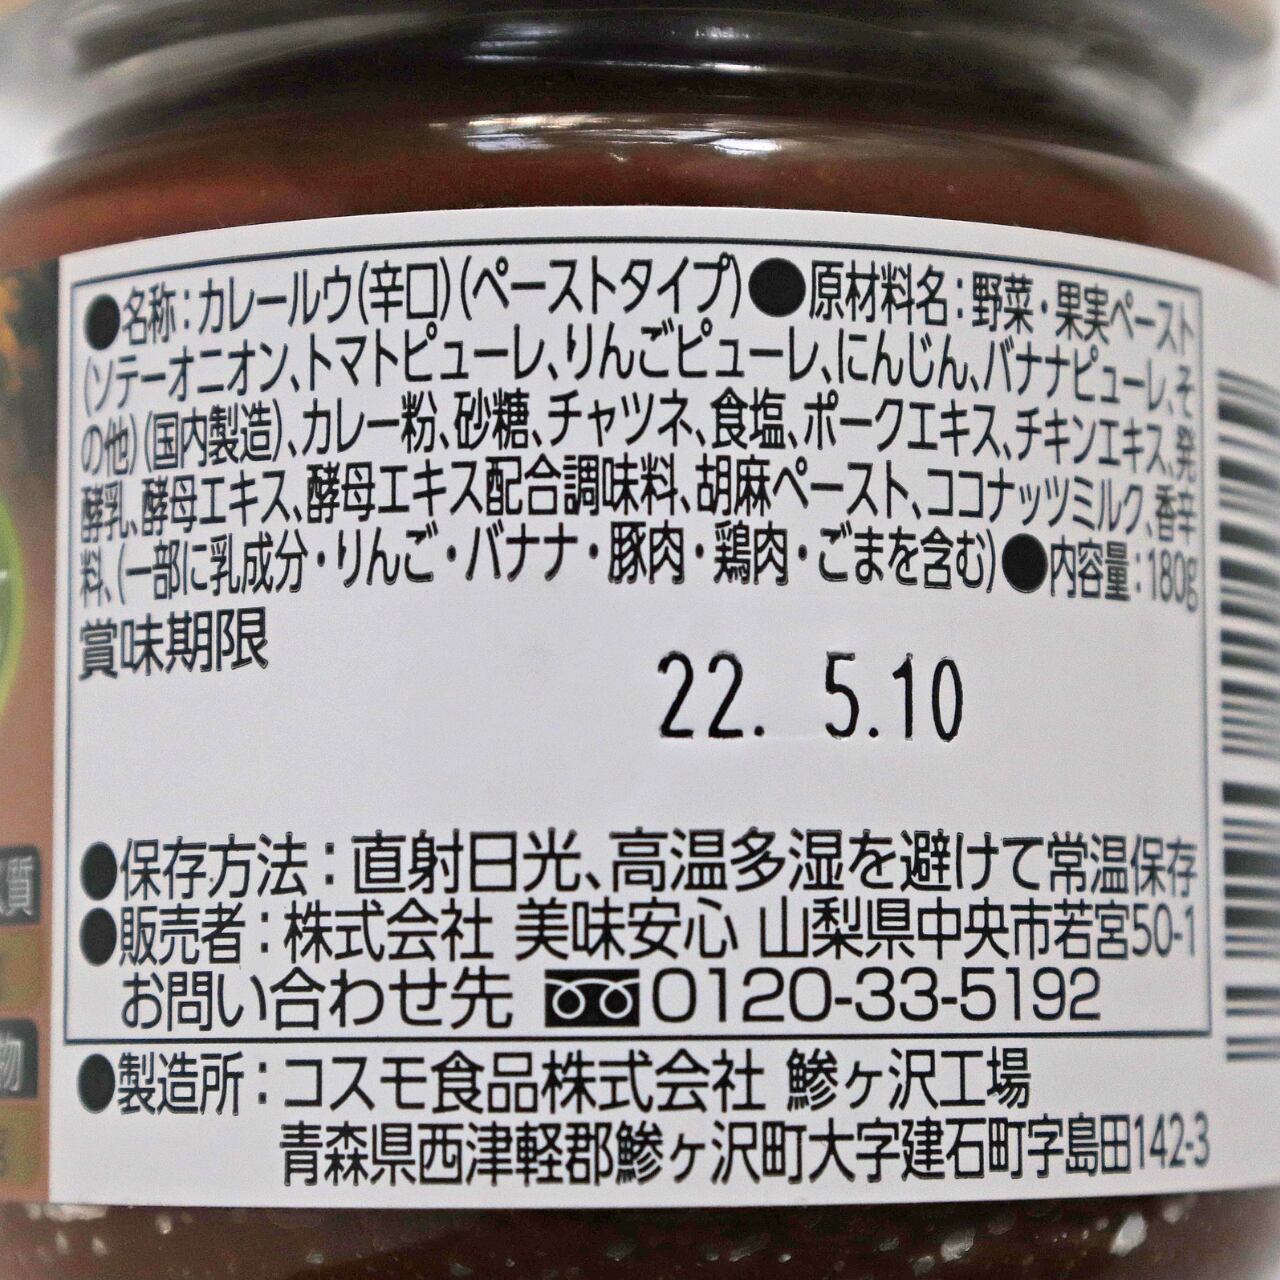 ●名称：カレールウ(辛口)(ペーストタイプ)●原材料名：野菜・果実ペースト
(ソテーオニオン、トマトピューレ、りんごピューレ、にんじん、バナナピューレ、そ
の他)(国内製造)、カレー粉、砂糖、チャツネ、食塩、ポークエキス、チキンエキス、発
酵乳、酵母エキス、酵母エキス配合調味料、胡麻ペースト、ココナッツミルク、香辛
料、(一部に乳成分・りんご・バナナ・豚肉・鶏肉・ごまを含む)●内容量：180g
賞味期限
22. 5.10
●保存方法：直射日光、高温多湿を避けて常温保存
●販売者：株式会社 美味安心 山梨県中央市若宮50-1
お問い合わせ先 0120-33-5192
●製造所：コスモ食品株式会社 鰺ヶ沢工場
青森県西津軽郡鰺ヶ沢町大字建石町字島田142-3
質
物